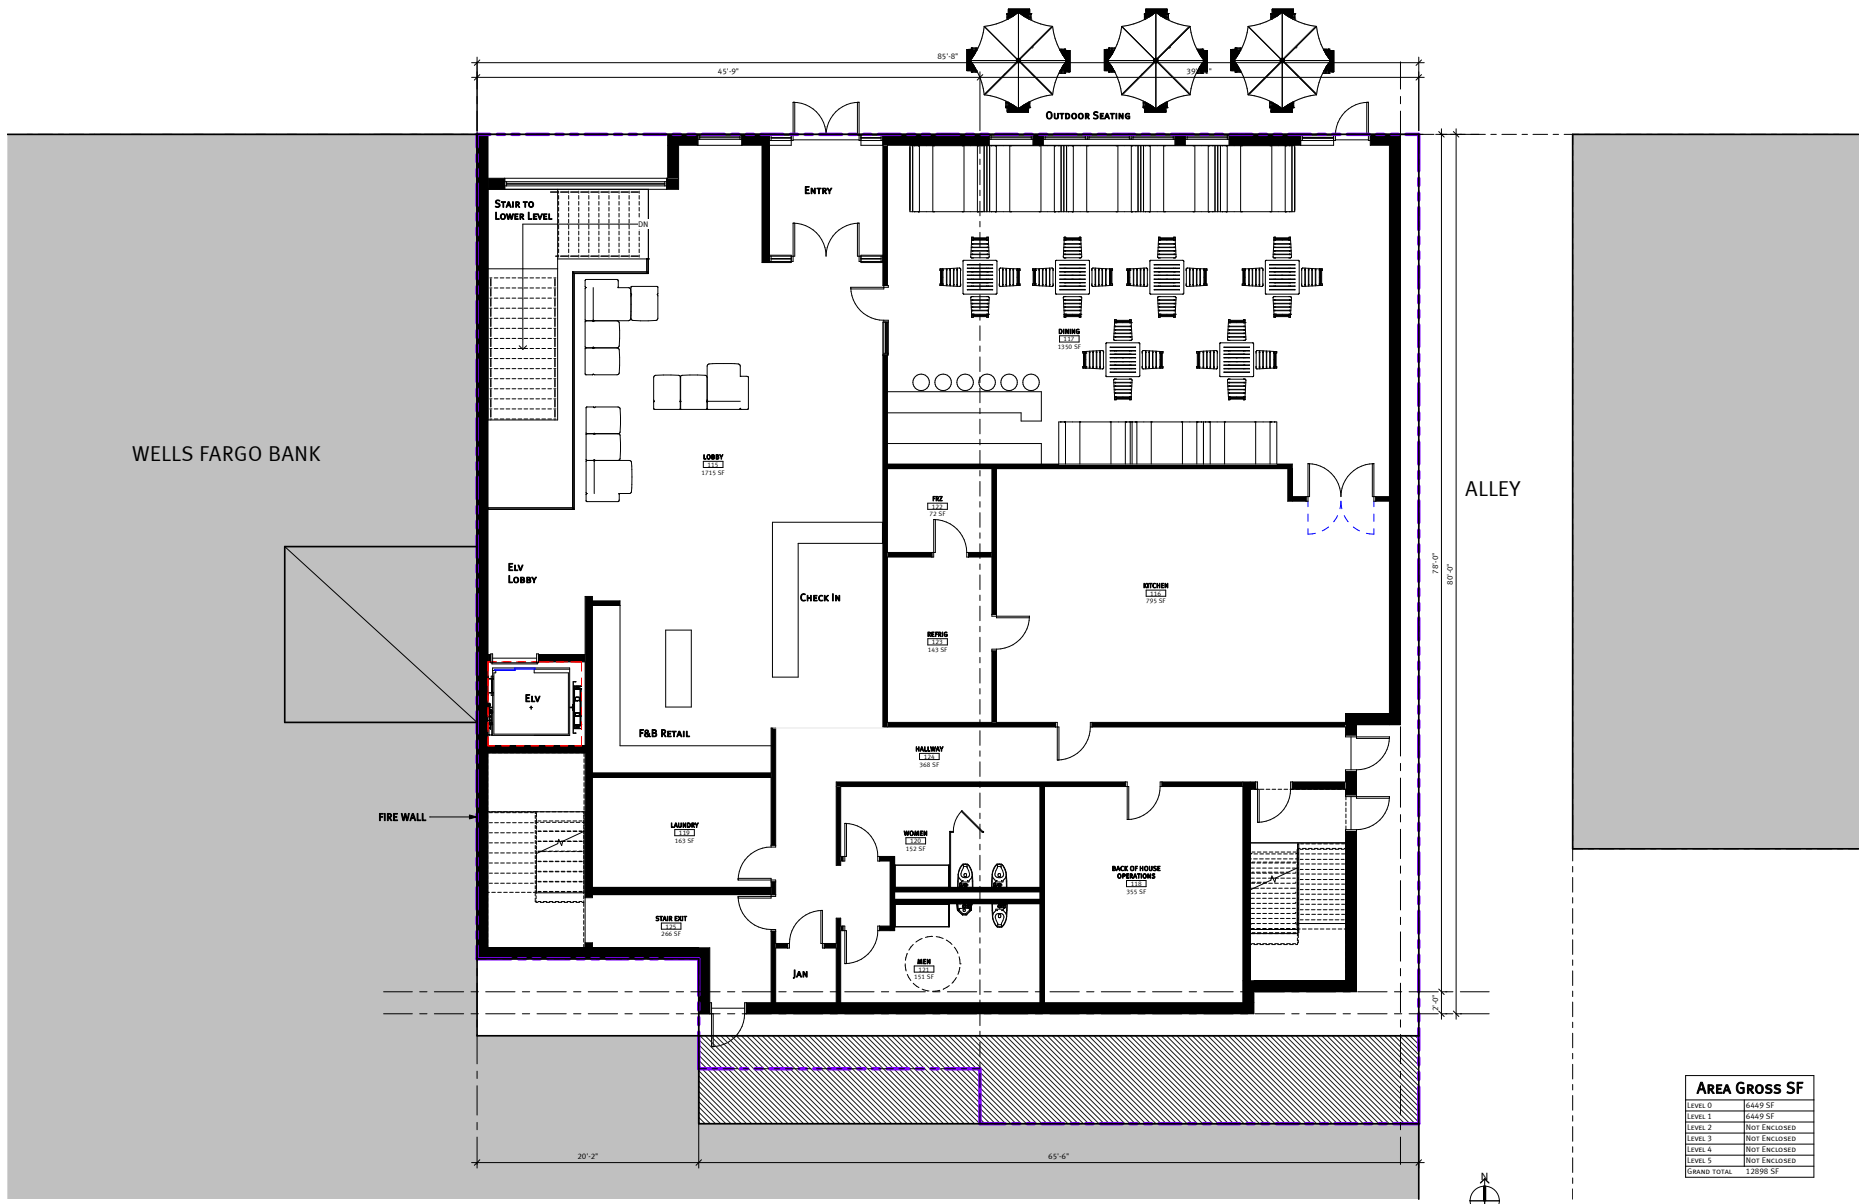 85'-8"
45'-9"
Outdoor Seating
Entry
Stair to
Lower Level
DN
DINING
117
1350 SF
WELLS FARGO BANK
LOBBY
115
1715 SF
ALLEY
FRZ
122
72 SF
Elv
Lobby
Check In
KITCHEN
116
795 SF
78'-0"
80'-0"
REFRIG
123
143 SF
Elv
F&B Retail
HALLWAY
124
368 SF
FIRE WALL
LAUNDRY
119
163 SF
WOMEN
120
152 SF
BACK OF HOUSE
OPERATIONS
118
355 SF
STAIR EXIT
125
266 SF
MEN
121
151 SF
Jan
2'-0"
20'-2"
65'-6"
Area Gross SF
Level 0 6449 SF
Level 1 6449 SF
Level 2 Not Enclosed
Level 3 Not Enclosed
Level 4 Not Enclosed
Level 5 Not Enclosed
Grand total 12898 SF
N